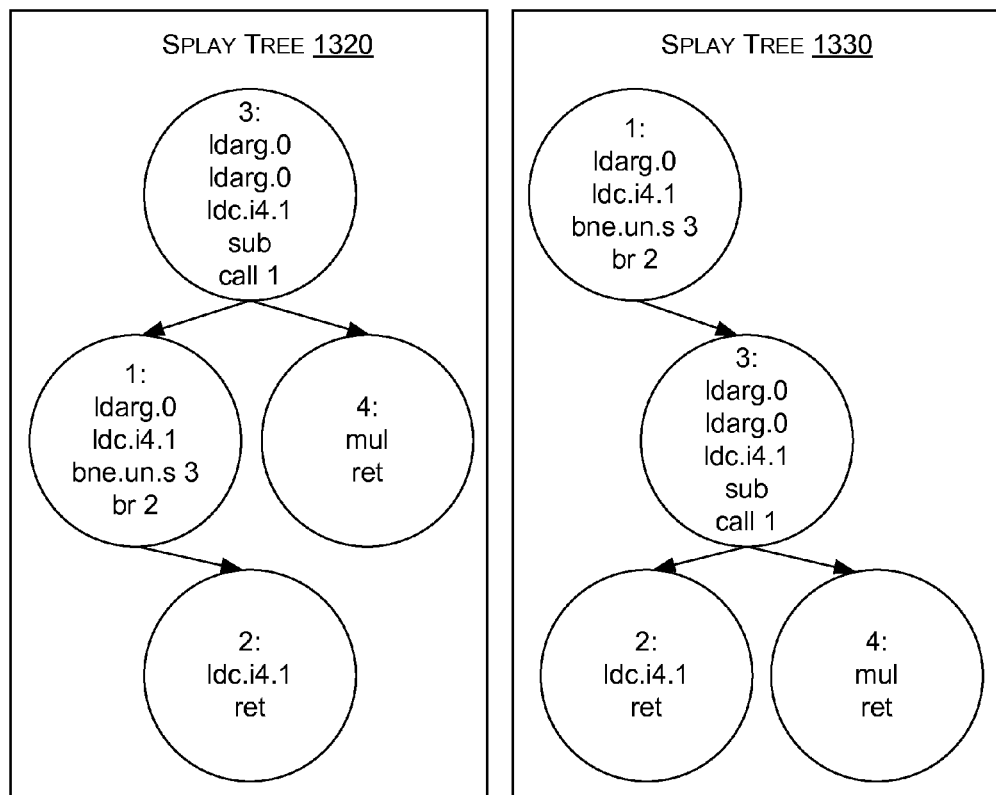 SPLAY TREE 1320
3:
ldarg.0
ldarg.0
ldc.i4.1
sub
call 1
1:
ldarg.0
ldc.i4.1
bne.un.s 3
br 2
4:
mul
ret
2:
ldc.i4.1
ret
SPLAY TREE 1330
1:
ldarg.0
ldc.i4.1
bne.un.s 3
br 2
3:
ldarg.0
ldarg.0
ldc.i4.1
sub
call 1
2:
ldc.i4.1
ret
4:
mul
ret